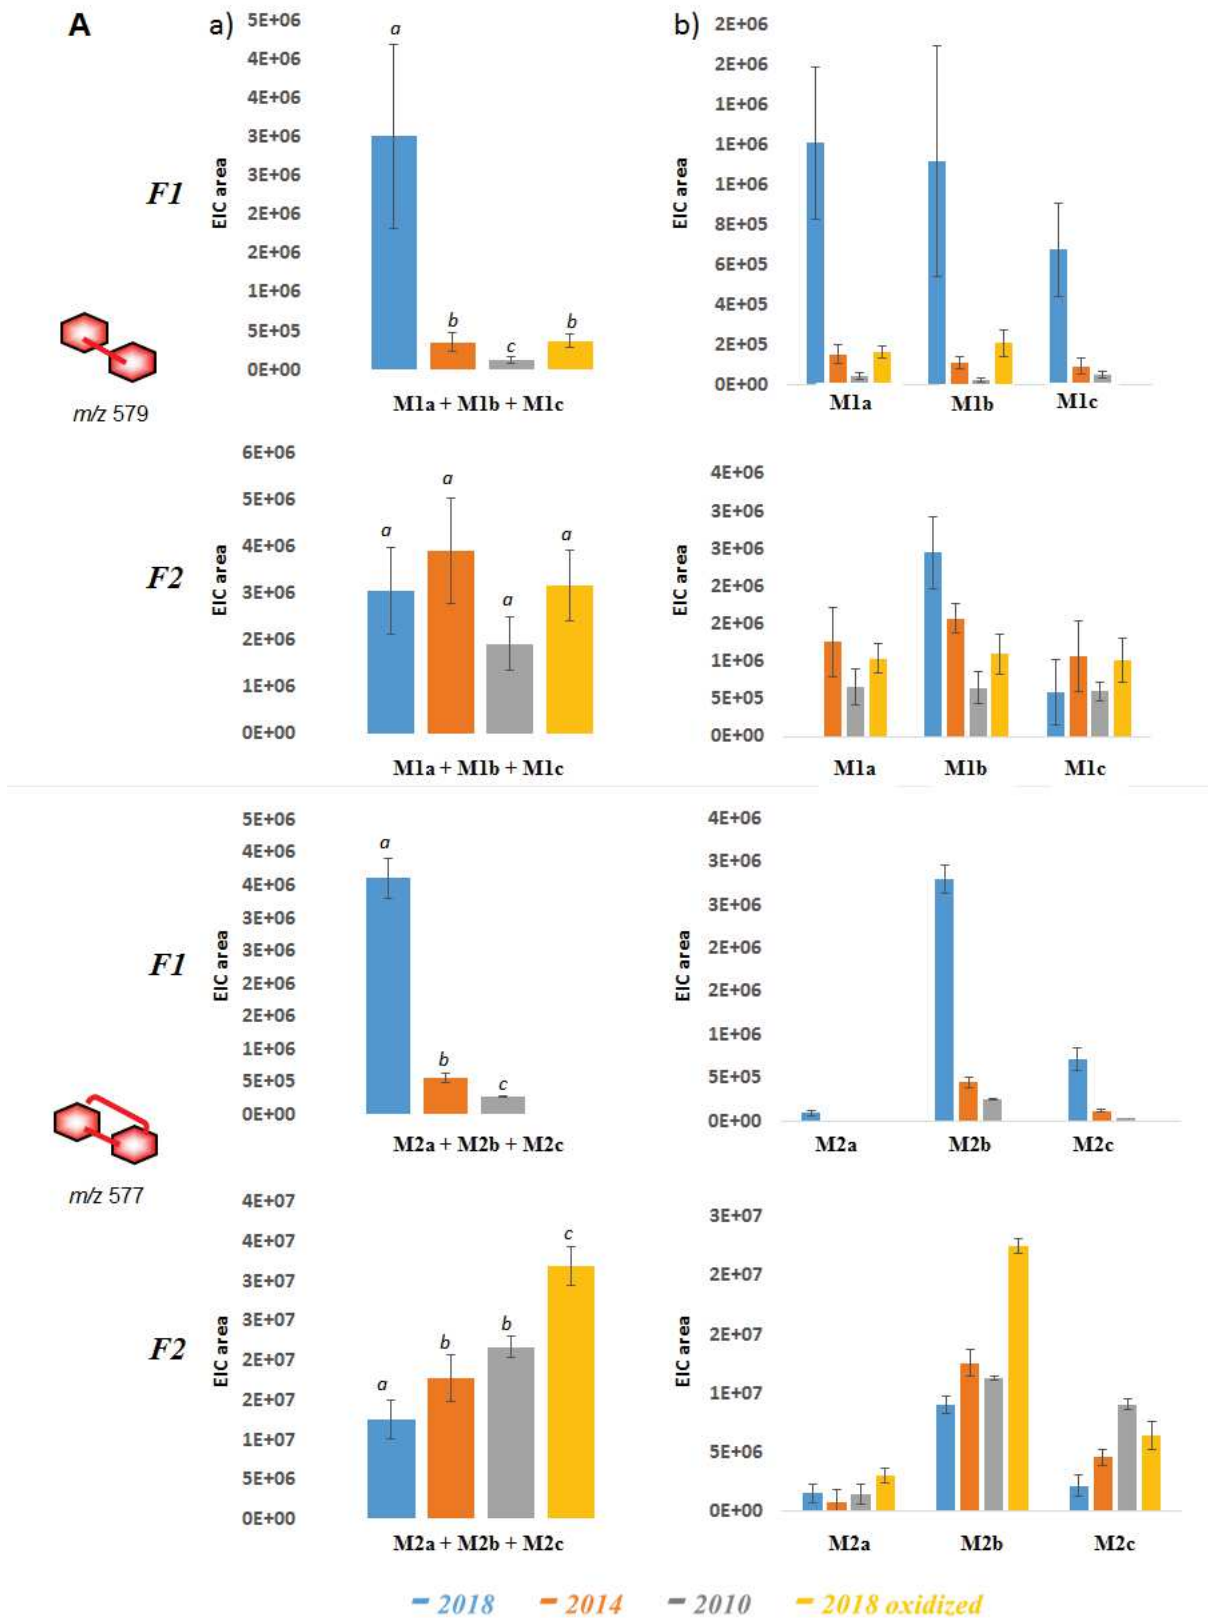 A
a)
5E+06
4E+06
4E+06
3E+06
3E+06
2E+06
2E+06
1E+06
5E+05
0E+00
EIC area
a
b
c
b
M1a + M1b + M1c
b)
2E+06
2E+06
1E+06
1E+06
1E+06
8E+05
6E+05
4E+05
2E+05
0E+00
EIC area
M1a
M1b
M1c
F1
m/z 579
F2
6E+06
5E+06
4E+06
3E+06
2E+06
1E+06
0E+00
EIC area
a
a
a
a
M1a + M1b + M1c
4E+06
3E+06
3E+06
2E+06
2E+06
1E+06
5E+05
0E+00
EIC area
M1a
M1b
M1c
F1
5E+06
4E+06
4E+06
3E+06
3E+06
2E+06
2E+06
1E+06
5E+05
0E+00
EIC area
a
b
c
M2a + M2b + M2c
4E+06
3E+06
3E+06
2E+06
2E+06
1E+06
5E+05
0E+00
EIC area
M2a
M2b
M2c
m/z 577
F2
4E+07
4E+07
3E+07
3E+07
2E+07
2E+07
1E+07
5E+06
0E+00
EIC area
a
b
b
c
M2a + M2b + M2c
3E+07
2E+07
2E+07
1E+07
5E+06
0E+00
EIC area
M2a
M2b
M2c
2018
2014
2010
2018 oxidized